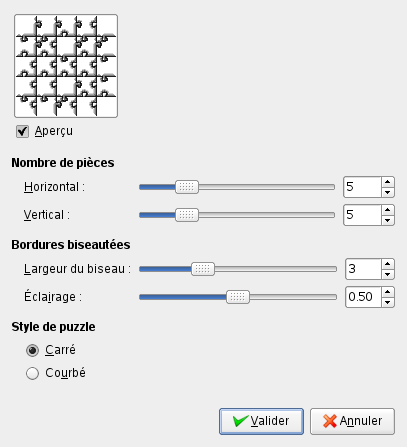 Aperçu
Nombre de pièces
Horizontal : 5
Vertical : 5
Bordures biseautées
Largeur du biseau : 3
Éclairage : 0.50
Style de puzzle
Carré
Courbé
Valider Annuler